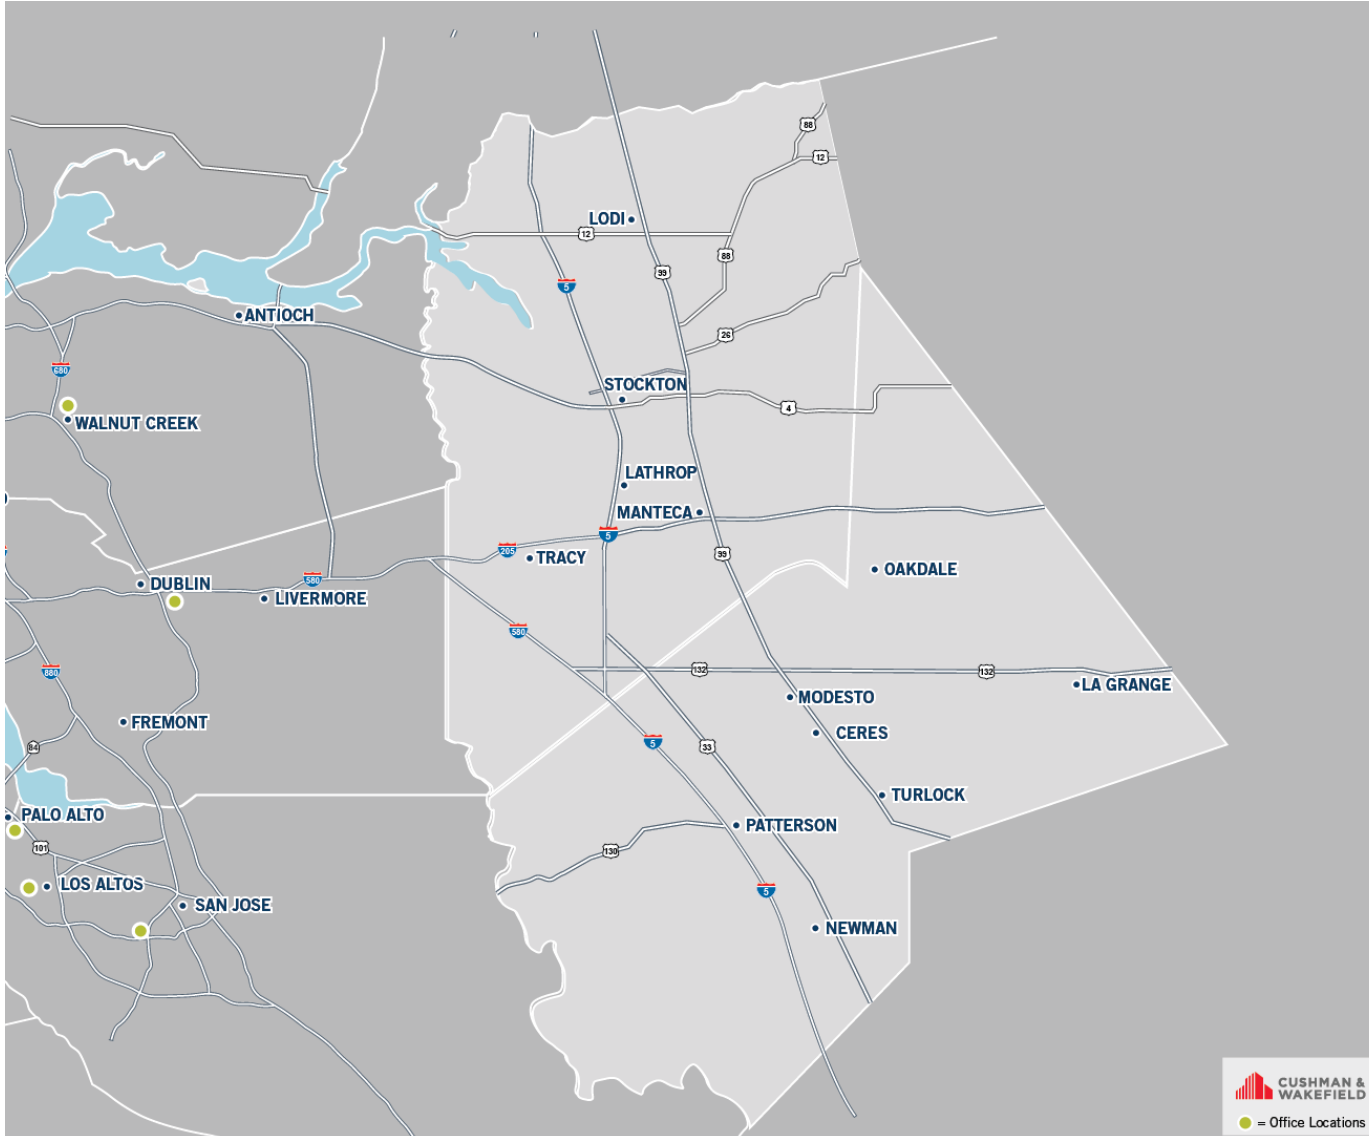 88
12
LODI
12
88
99
5
ANTIOCH
26
680
STOCKTON
4
WALNUT CREEK
LATHROP
MANTECA
5
205
TRACY
99
OAKDALE
580
DUBLIN
LIVERMORE
580
132
132
880
LA GRANGE
MODESTO
FREMONT
CERES
5
33
84
TURLOCK
PALO ALTO
PATTERSON
101
130
LOS ALTOS
5
SAN JOSE
NEWMAN
CUSHMAN &
WAKEFIELD
= Office Locations